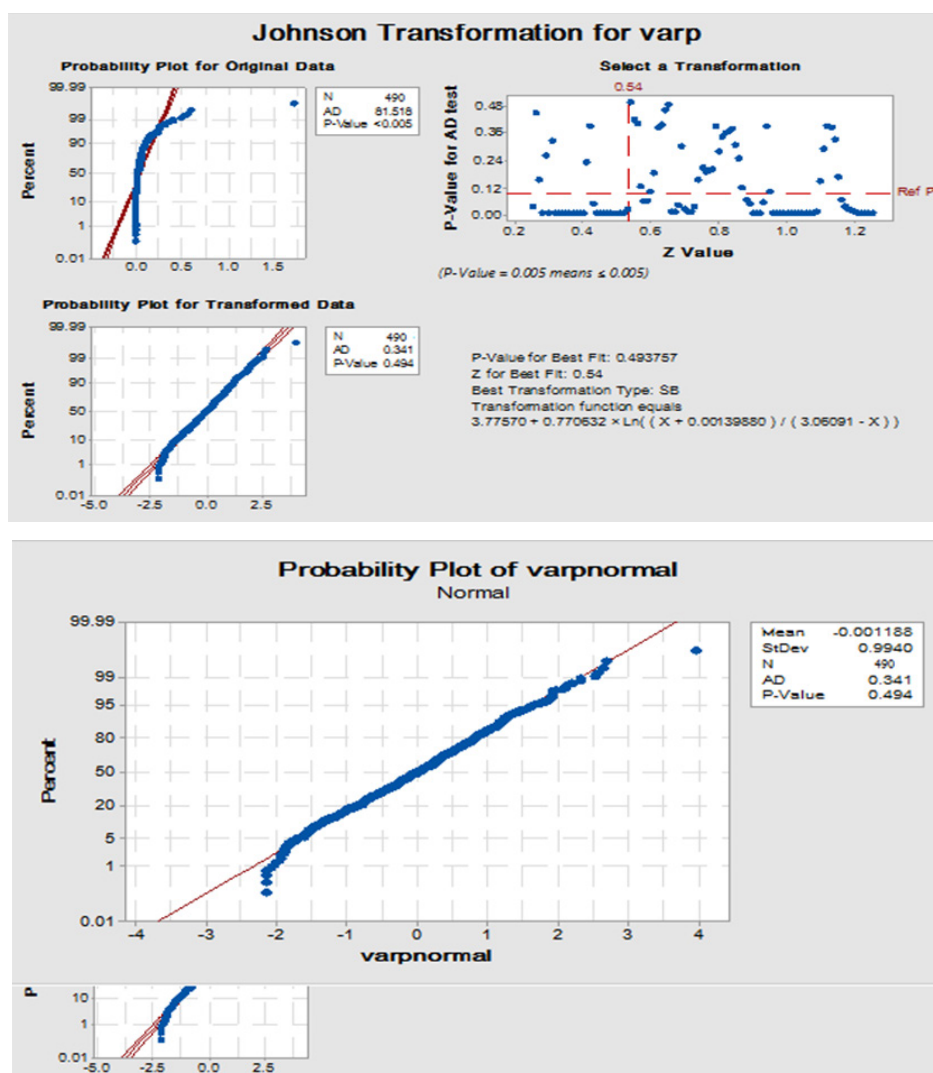 Johnson Transformation for varp
Probability Plot for Original Data
99.99
99
90
50
10
1
0.01
Percent
0.0 0.5 1.0 1.5
N 490
AD 81.518
P-Value <0.005
Select a Transformation
0.54
0.48
0.36
0.24
0.12
0.00
P-Value for AD test
Ref P
0.2 0.4 0.6 0.8 1.0 1.2
Z Value
(P-Value = 0.005 means ≤ 0.005)
Probability Plot for Transformed Data
99.99
99
90
50
10
1
0.01
Percent
-5.0 -2.5 0.0 2.5
N 490
AD 0.341
P-Value 0.494
P-Value for Best Fit: 0.493757
Z for Best Fit: 0.54
Best Transformation Type: SB
Transformation function equals
3.77570 + 0.770632 × Ln( ( X + 0.00139880 ) / ( 3.06091 - X ) )
Probability Plot of varpnormal
Normal
99.99
99
95
80
50
20
5
1
0.01
Percent
-4 -3 -2 -1 0 1 2 3 4
varpnormal
Mean -0.001188
StDev 0.9940
N 490
AD 0.341
P-Value 0.494
P
10
1
0.01
-5.0 -2.5 0.0 2.5